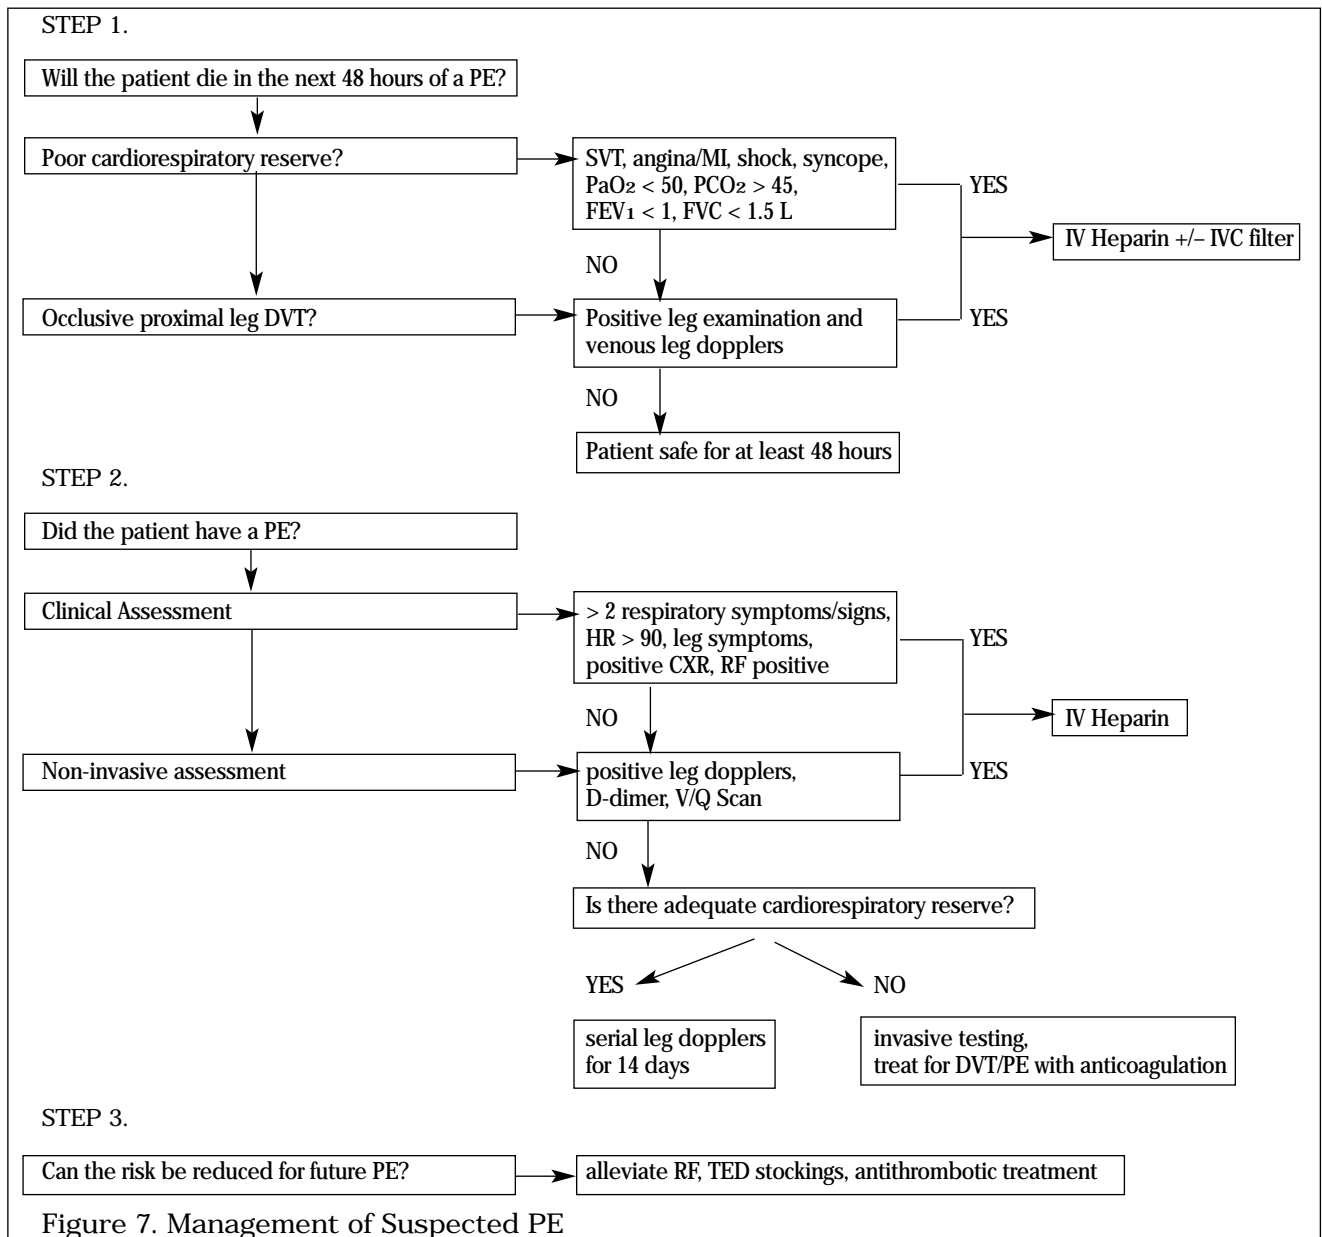 STEP 1.
Will the patient die in the next 48 hours of a PE?
Poor cardiorespiratory reserve?
SVT, angina/MI, shock, syncope,
PaO2 < 50, PCO2 > 45,
FEV1 < 1, FVC < 1.5 L
YES
IV Heparin +/– IVC filter
NO
Occlusive proximal leg DVT?
Positive leg examination and
venous leg dopplers
YES
NO
Patient safe for at least 48 hours
STEP 2.
Did the patient have a PE?
Clinical Assessment
> 2 respiratory symptoms/signs,
HR > 90, leg symptoms,
positive CXR, RF positive
YES
IV Heparin
NO
Non-invasive assessment
positive leg dopplers,
D-dimer, V/Q Scan
YES
NO
Is there adequate cardiorespiratory reserve?
YES
NO
serial leg dopplers
for 14 days
invasive testing,
treat for DVT/PE with anticoagulation
STEP 3.
Can the risk be reduced for future PE?
alleviate RF, TED stockings, antithrombotic treatment
Figure 7. Management of Suspected PE